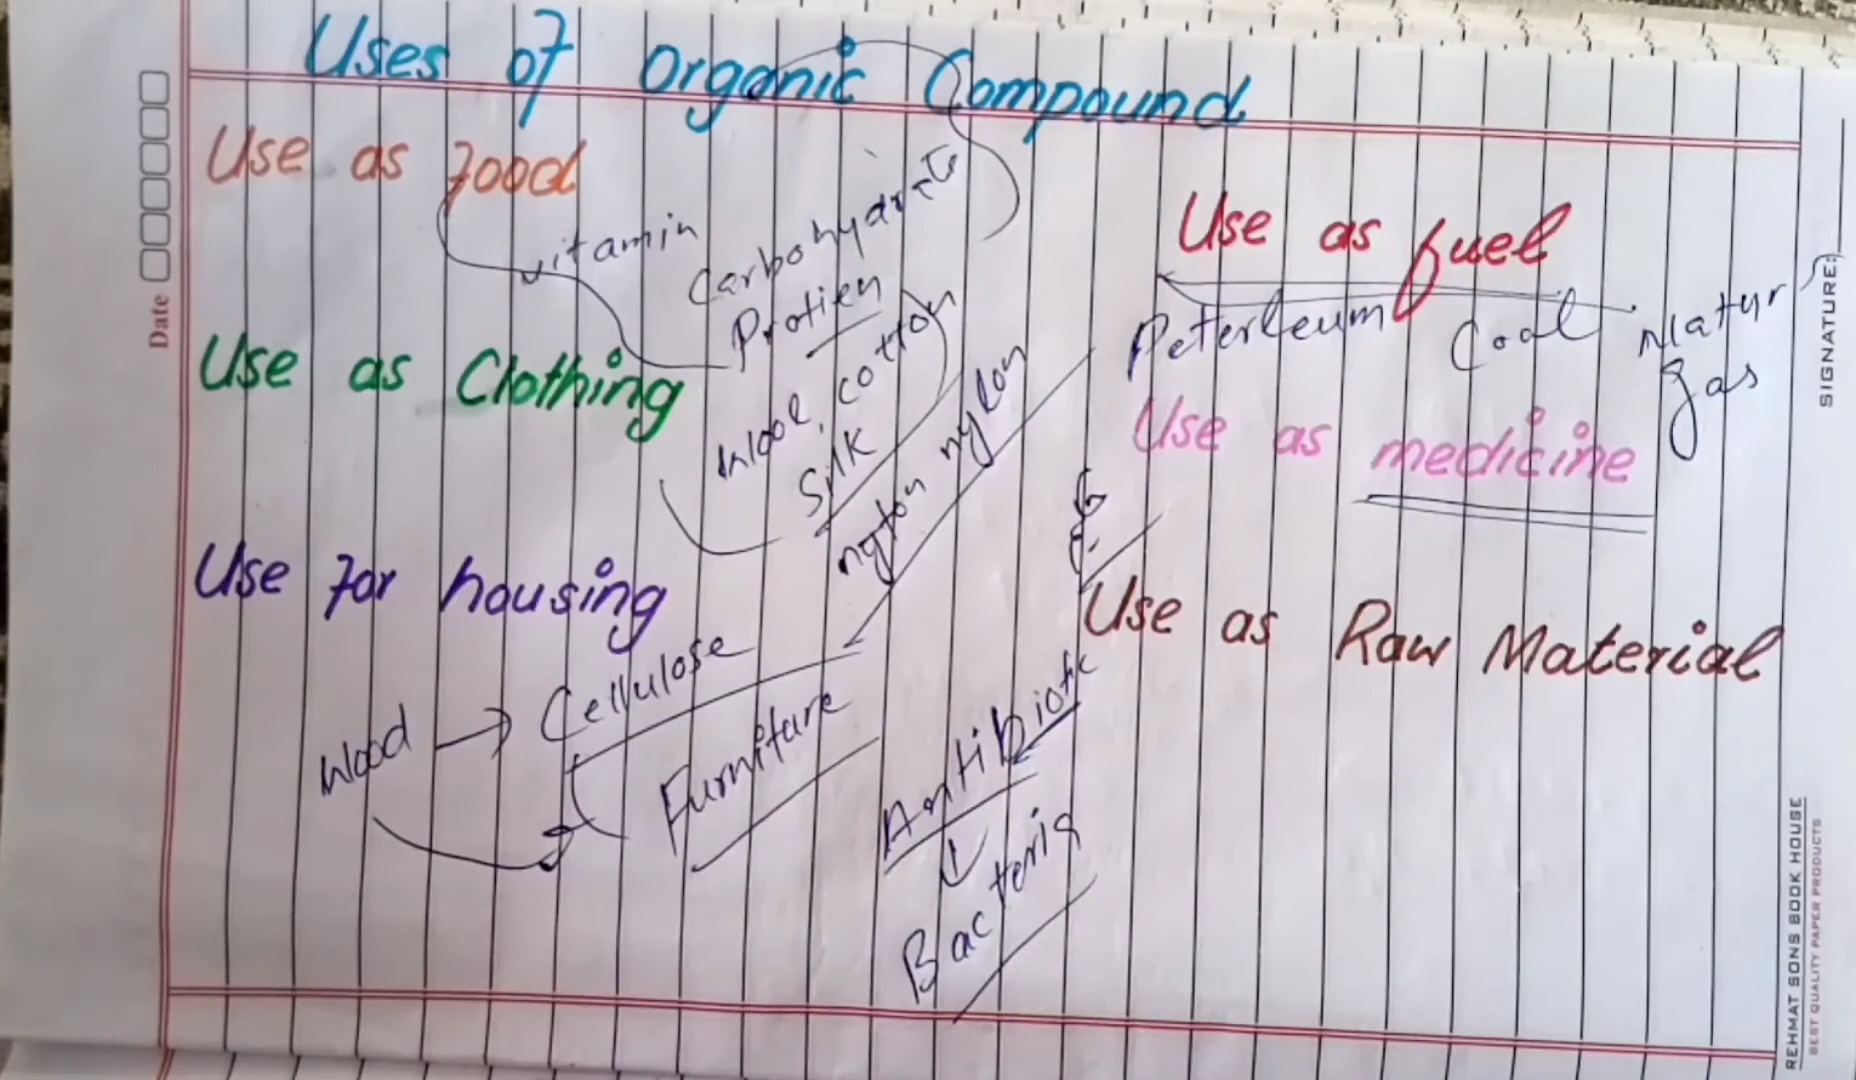 Uses of Organic Compound
Use as food
vitamin
Carbohydrate
Protien
Use as Clothing
Wool, cotton
Silk
nylon nylon
Use for housing
Wood → Cellulose
Furniture
Use as fuel
Peterleum Coal Natur
gas
Use as medicine
Antibiotic
↓
Bacteria
Use as Raw Material
Date
SIGNATURE:
REHMAT SONS BOOK HOUSE
BEST QUALITY PAPER PRODUCTS